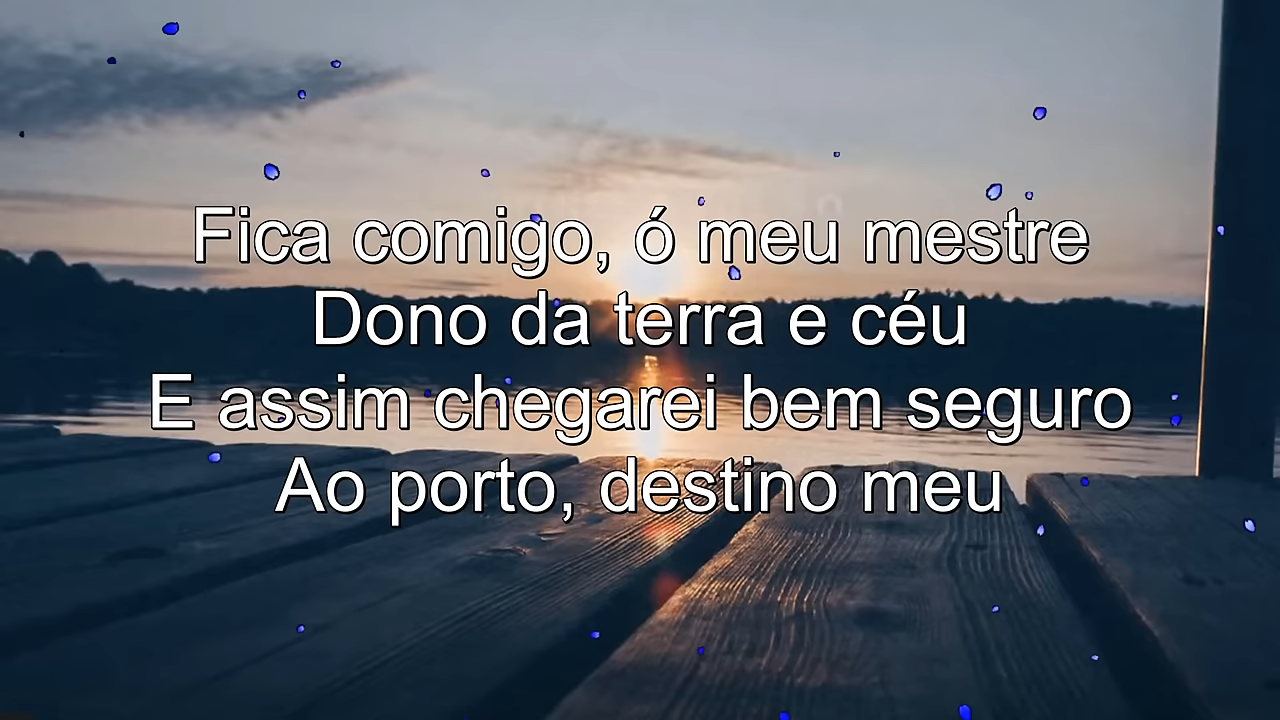 Fica comigo, ó meu mestre
Dono da terra e céu
E assim chegarei bem seguro
Ao porto, destino meu